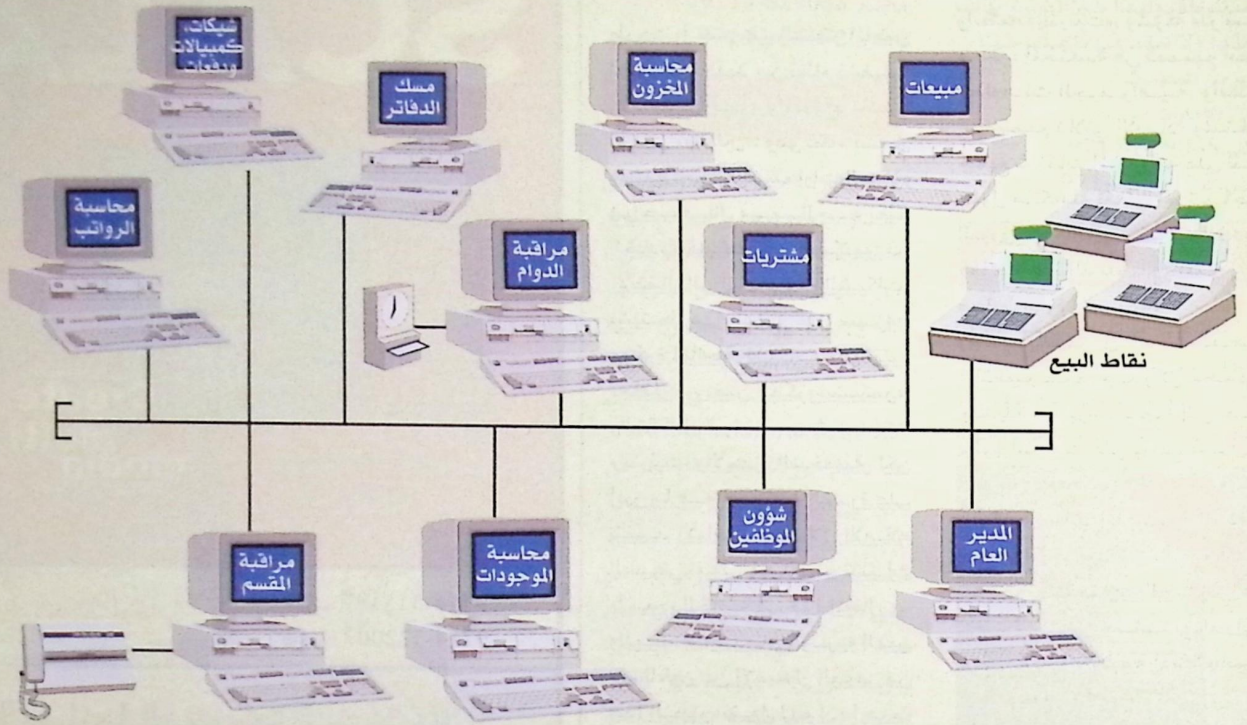 شيكات،
كمبيالات
ودفعات
مسك
الدفاتر
محاسبة
المخزون
مبيعات
محاسبة
الرواتب
مراقبة
الدوام
مشتريات
نقاط البيع
مراقبة
المقسم
محاسبة
الموجودات
شؤون
الموظفين
المدير
العام